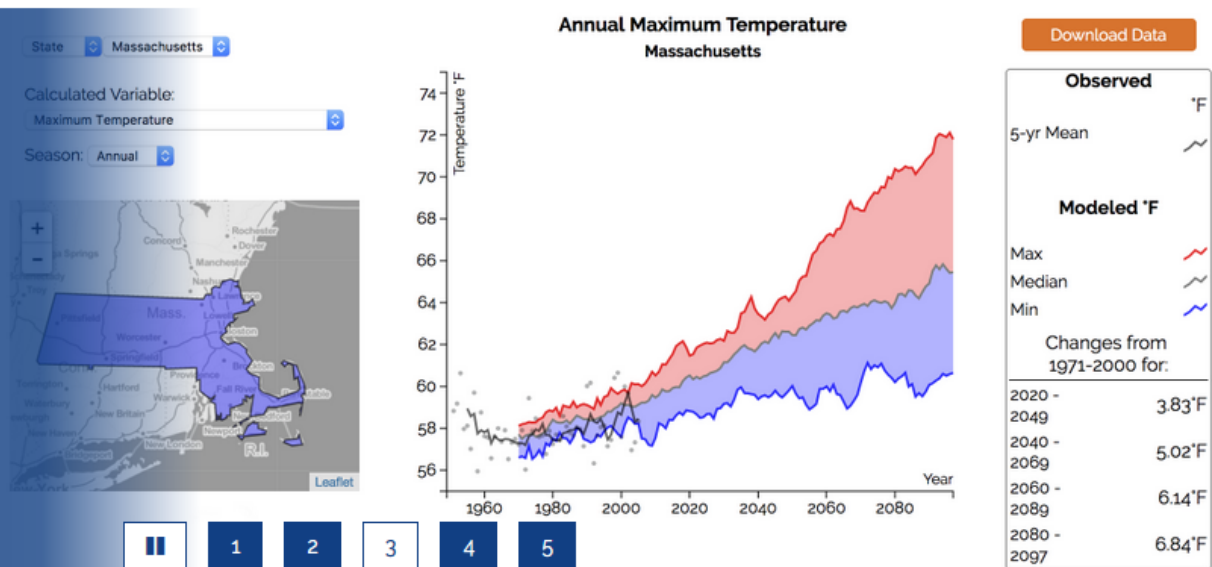 State Massachusetts
Calculated Variable:
Maximum Temperature
Season: Annual
+
−
Concord
Rochester
Dover
Manchester
Mass.
Worcester
Springfield
Pittsfield
Hartford
Fall River
Warwick
Newport
New Britain
New London
New Haven
Waterbury
R.I.
Leaflet
Annual Maximum Temperature
Massachusetts
Temperature °F
74
72
70
68
66
64
62
60
58
56
Year
1960 1980 2000 2020 2040 2060 2080
Download Data
Observed
°F
5-yr Mean
Modeled °F
Max
Median
Min
Changes from
1971-2000 for:
2020 -
2049 3.83°F
2040 -
2069 5.02°F
2060 -
2089 6.14°F
2080 -
2097 6.84°F
1 2 3 4 5